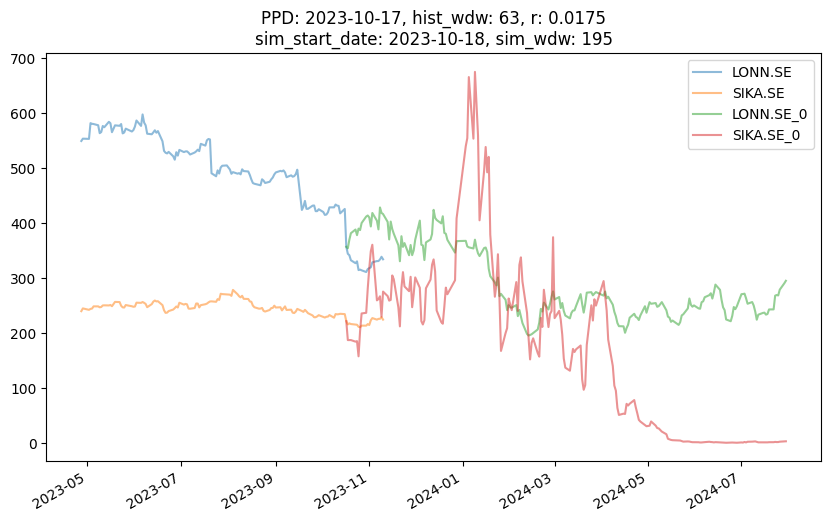 PPD: 2023-10-17, hist_wdw: 63, r: 0.0175
sim_start_date: 2023-10-18, sim_wdw: 195
LONN.SE
SIKA.SE
LONN.SE_0
SIKA.SE_0
700
600
500
400
300
200
100
0
2023-05
2023-07
2023-09
2023-11
2024-01
2024-03
2024-05
2024-07